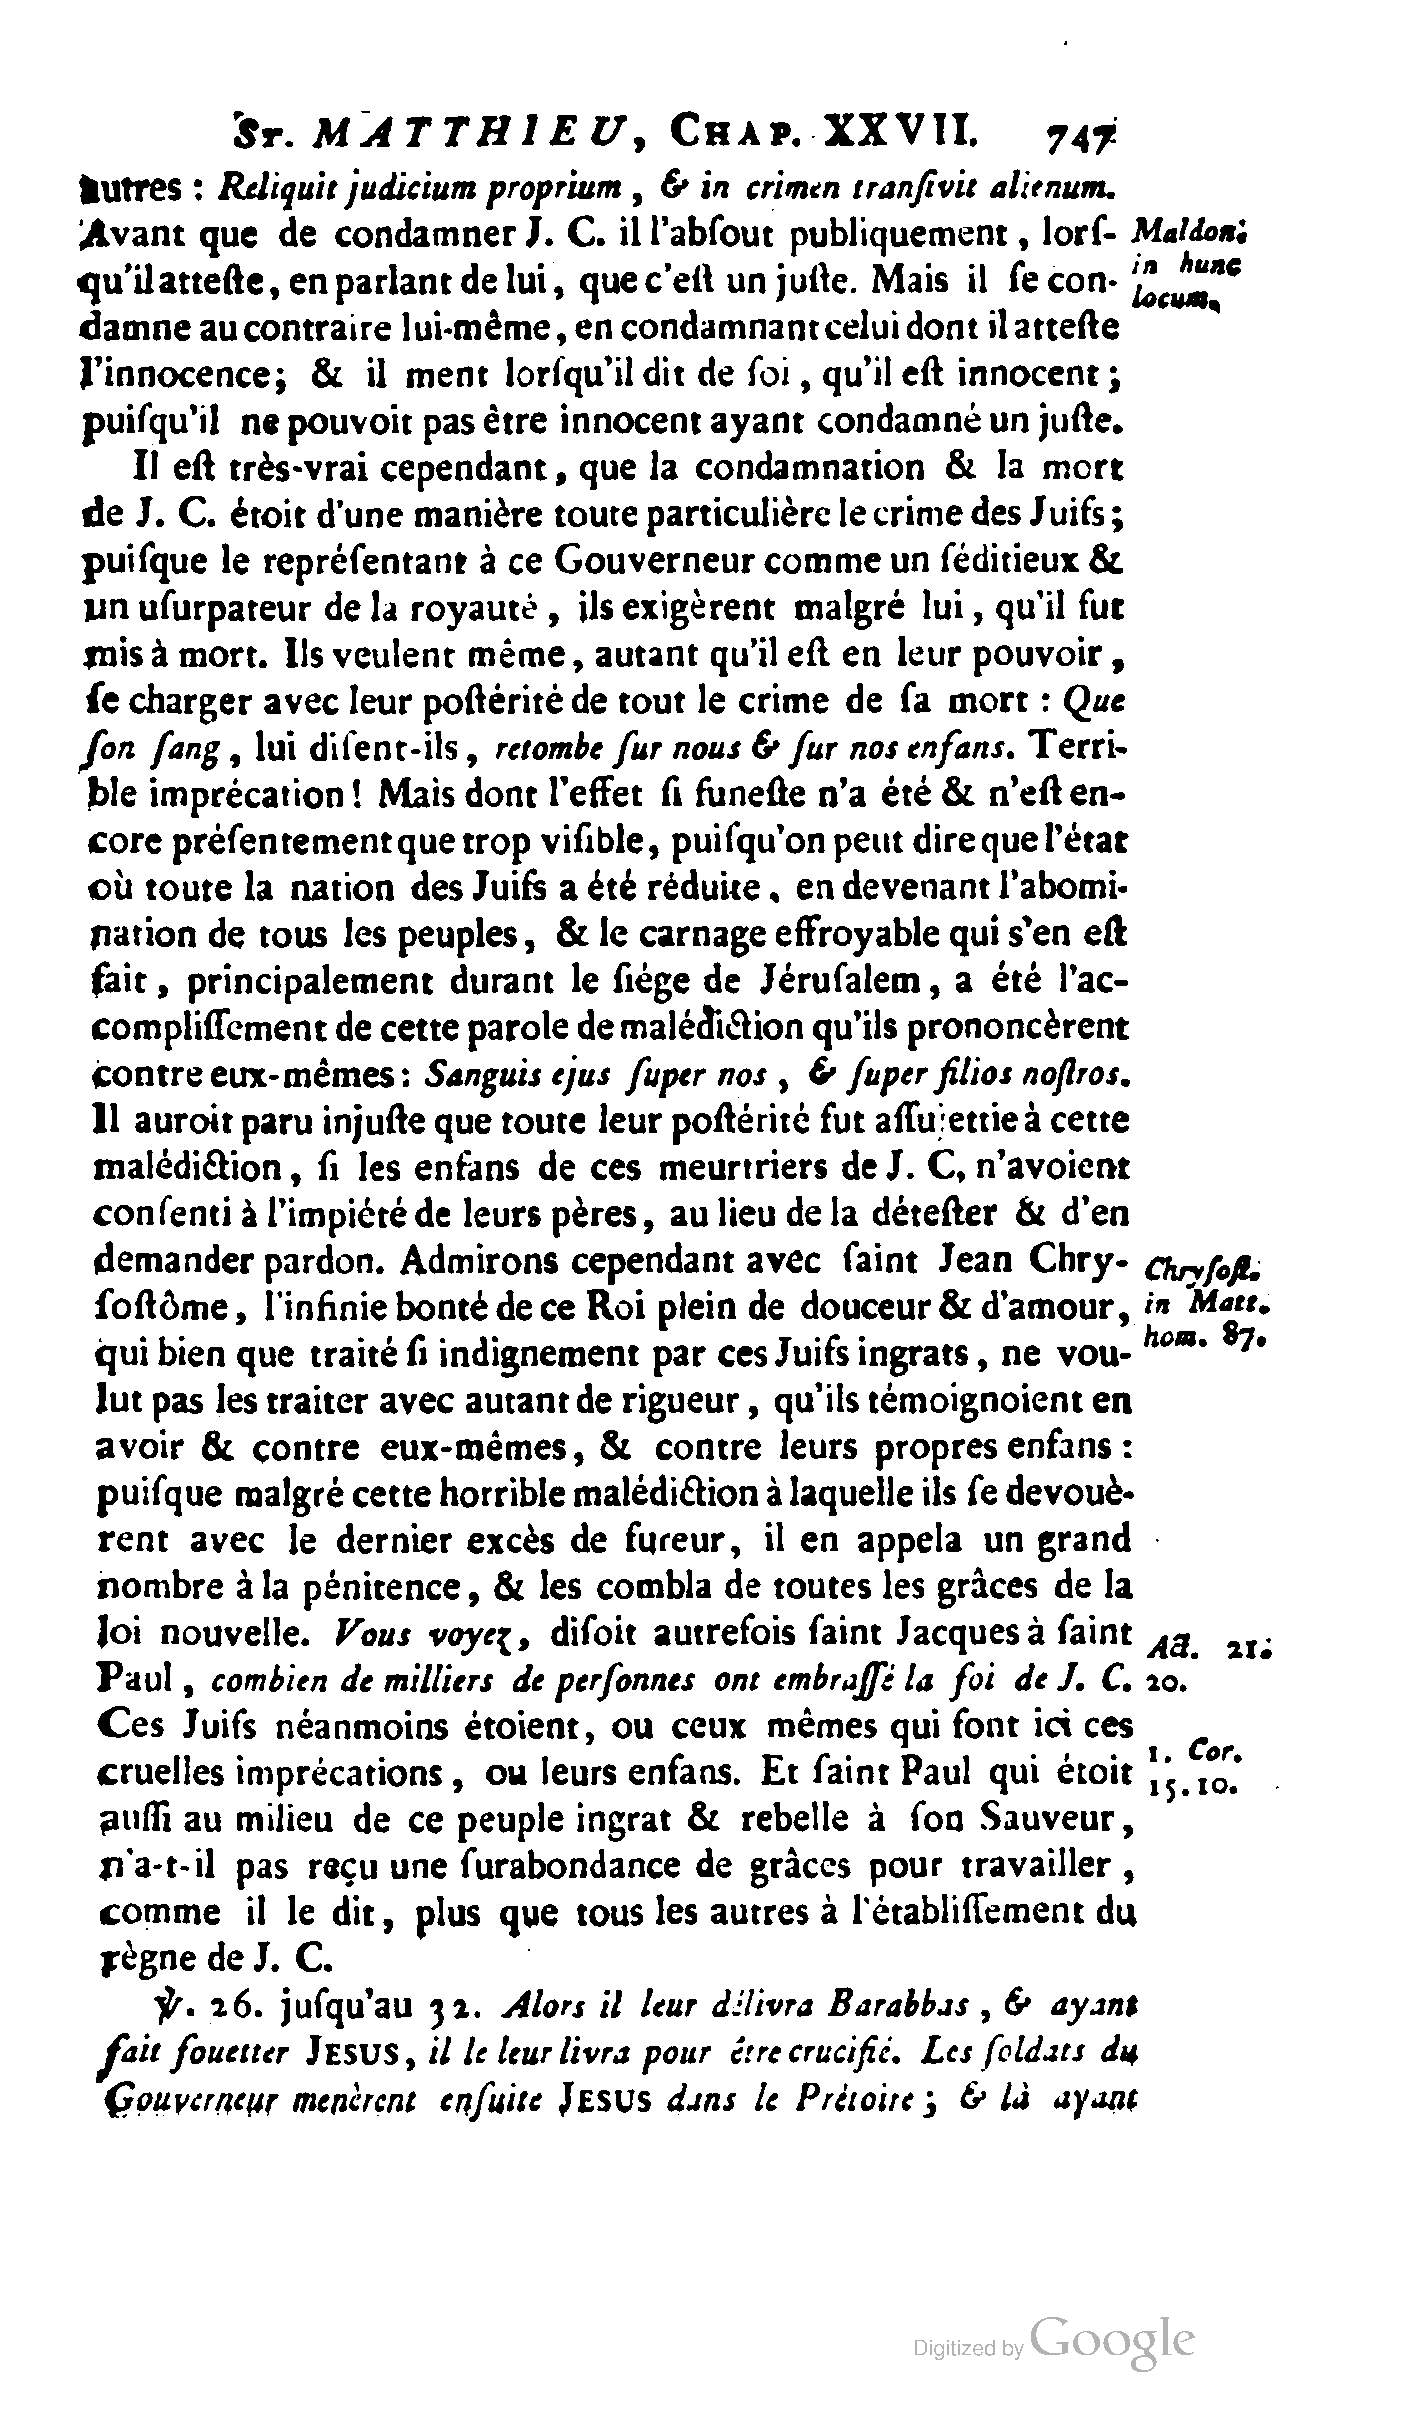 St. MATTHIEU, CHAP. XXVII. 747
autres : Reliquit judicium proprium, & in crimen tranſivit alienum.
Avant que de condamner J. C. il l'abſout publiquement, lorſ- Maldon.
qu'il atteſte, en parlant de lui, que c'eſt un juſte. Mais il ſe con- in hunc
damne au contraire lui-même, en condamnant celui dont il atteſte locum.
l'innocence; & il ment lorſqu'il dit de ſoi, qu'il eſt innocent;
puiſqu'il ne pouvoit pas être innocent ayant condamné un juſte.
Il eſt très-vrai cependant, que la condamnation & la mort
de J. C. étoit d'une manière toute particulière le crime des Juifs;
puiſque le repréſentant à ce Gouverneur comme un ſéditieux &
un uſurpateur de la royauté, ils exigèrent malgré lui, qu'il fut
mis à mort. Ils veulent même, autant qu'il eſt en leur pouvoir,
ſe charger avec leur poſtérité de tout le crime de ſa mort : Que
ſon ſang, lui diſent-ils, retombe ſur nous & ſur nos enfans. Terri-
ble imprécation! Mais dont l'effet ſi funeſte n'a été & n'eſt en-
core préſentement que trop viſible, puiſqu'on peut dire que l'état
où toute la nation des Juifs a été réduite, en devenant l'abomi-
nation de tous les peuples, & le carnage effroyable qui s'en eſt
fait, principalement durant le ſiége de Jéruſalem, a été l'ac-
compliſſement de cette parole de malédiction qu'ils prononcèrent
contre eux-mêmes : Sanguis ejus ſuper nos, & ſuper filios noſtros.
Il auroit paru injuſte que toute leur poſtérité fut aſſujettie à cette
malédiction, ſi les enfans de ces meurtriers de J. C, n'avoient
conſenti à l'impiété de leurs pères, au lieu de la déteſter & d'en
demander pardon. Admirons cependant avec ſaint Jean Chry- Chryſoſt.
ſoſtôme, l'infinie bonté de ce Roi plein de douceur & d'amour, in Matt.
qui bien que traité ſi indignement par ces Juifs ingrats, ne vou- hom. 87.
lut pas les traiter avec autant de rigueur, qu'ils témoignoient en
avoir & contre eux-mêmes, & contre leurs propres enfans :
puiſque malgré cette horrible malédiction à laquelle ils ſe devouè-
rent avec le dernier excès de fureur, il en appela un grand
nombre à la pénitence, & les combla de toutes les grâces de la
loi nouvelle. Vous voyez, diſoit autrefois ſaint Jacques à ſaint Act. 21.
Paul, combien de milliers de perſonnes ont embraſſé la foi de J. C. 20.
Ces Juifs néanmoins étoient, ou ceux mêmes qui font ici ces
cruelles imprécations, ou leurs enfans. Et ſaint Paul qui étoit 1. Cor. 15. 10.
auſſi au milieu de ce peuple ingrat & rebelle à ſon Sauveur,
n'a-t-il pas reçu une ſurabondance de grâces pour travailler,
comme il le dit, plus que tous les autres à l'établiſſement du
règne de J. C.
℣. 26. juſqu'au 32. Alors il leur délivra Barabbas, & ayant
fait fouetter JESUS, il le leur livra pour être crucifié. Les ſoldats du
Gouverneur menèrent enſuite JESUS dans le Prétoire; & là ayant
Digitized by Google